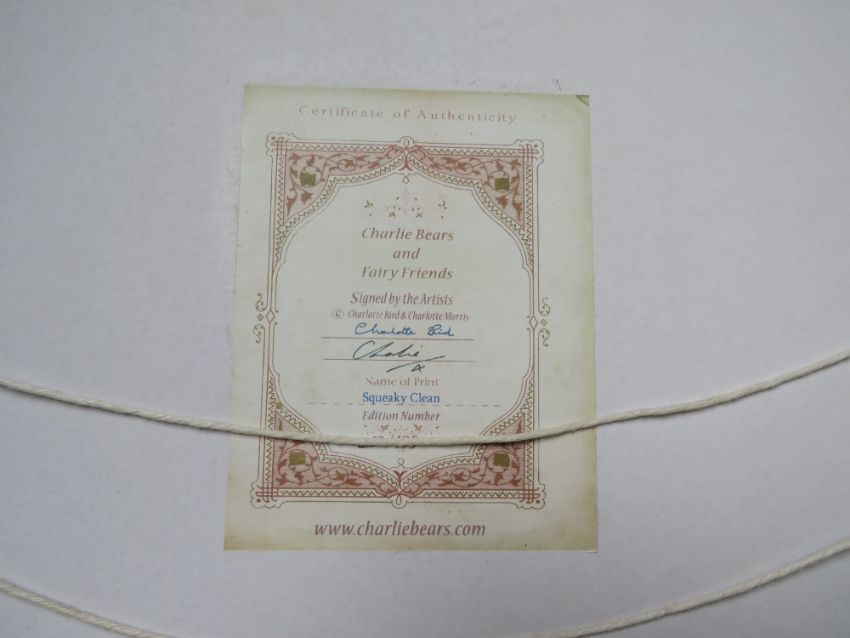 Certificate of Authenticity
Charlie Bears
and
Fairy Friends
Signed by the Artists
© Charlotte Bird & Charlotte Morris
Charlotte Bird
Charlie
Name of Print
Squeaky Clean
Edition Number
www.charliebears.com